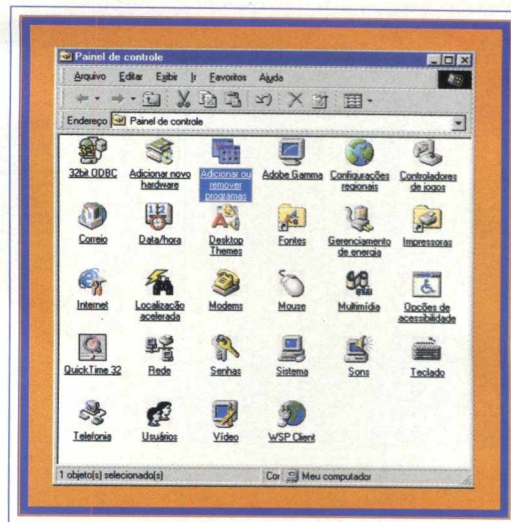 Painel de controle
Arquivo Editar Exibir Ir Favoritos Ajuda
Endereço Painel de controle
32bit ODBC
Adicionar novo
hardware
Adicionar ou
remover
programas
Adobe Gamma
Configurações
regionais
Controladores
de jogos
Correio
Data/hora
Desktop
Themes
Fontes
Gerenciamento
de energia
Impressoras
Internet
Localização
acelerada
Modems
Mouse
Multimídia
Opções de
acessibilidade
QuickTime 32
Rede
Senhas
Sistema
Sons
Teclado
Telefonia
Usuários
Vídeo
WSP Client
1 objeto(s) selecionado(s) Cor Meu computador